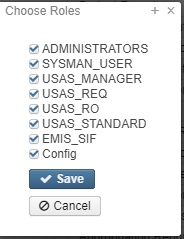 Choose Roles
ADMINISTRATORS
SYSMAN_USER
USAS_MANAGER
USAS_REQ
USAS_RO
USAS_STANDARD
EMIS_SIF
Config
Save
Cancel